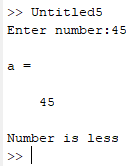 >> Untitled5
Enter number:45
a =
45
Number is less
>>